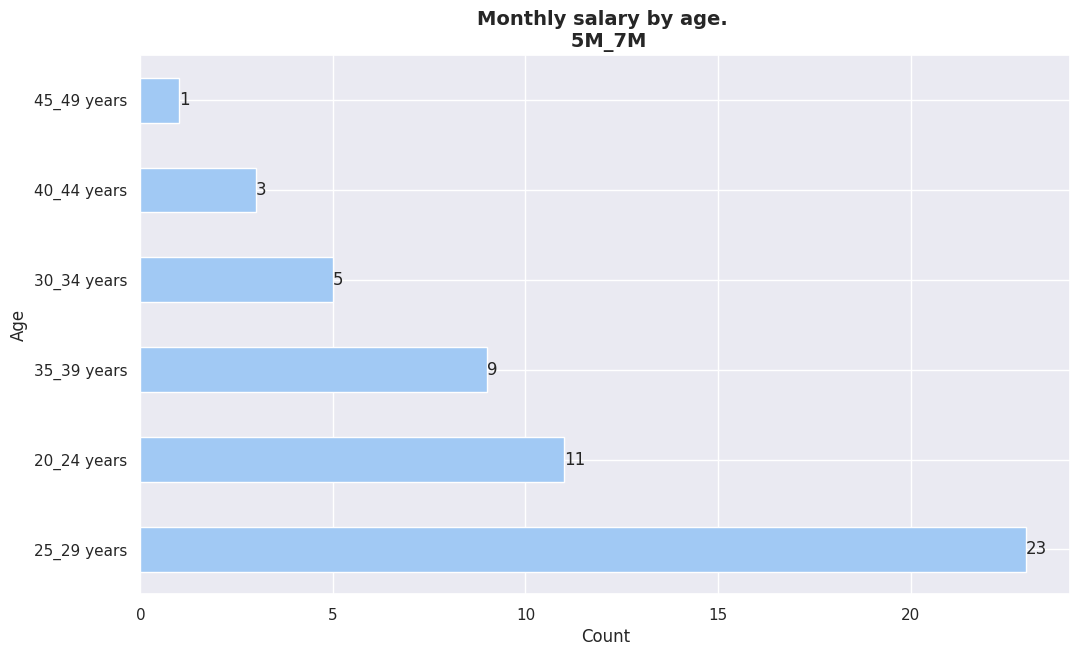 Monthly salary by age.
5M_7M
45_49 years
1
40_44 years
3
30_34 years
5
35_39 years
9
20_24 years
11
25_29 years
23
Age
0
5
10
15
20
Count